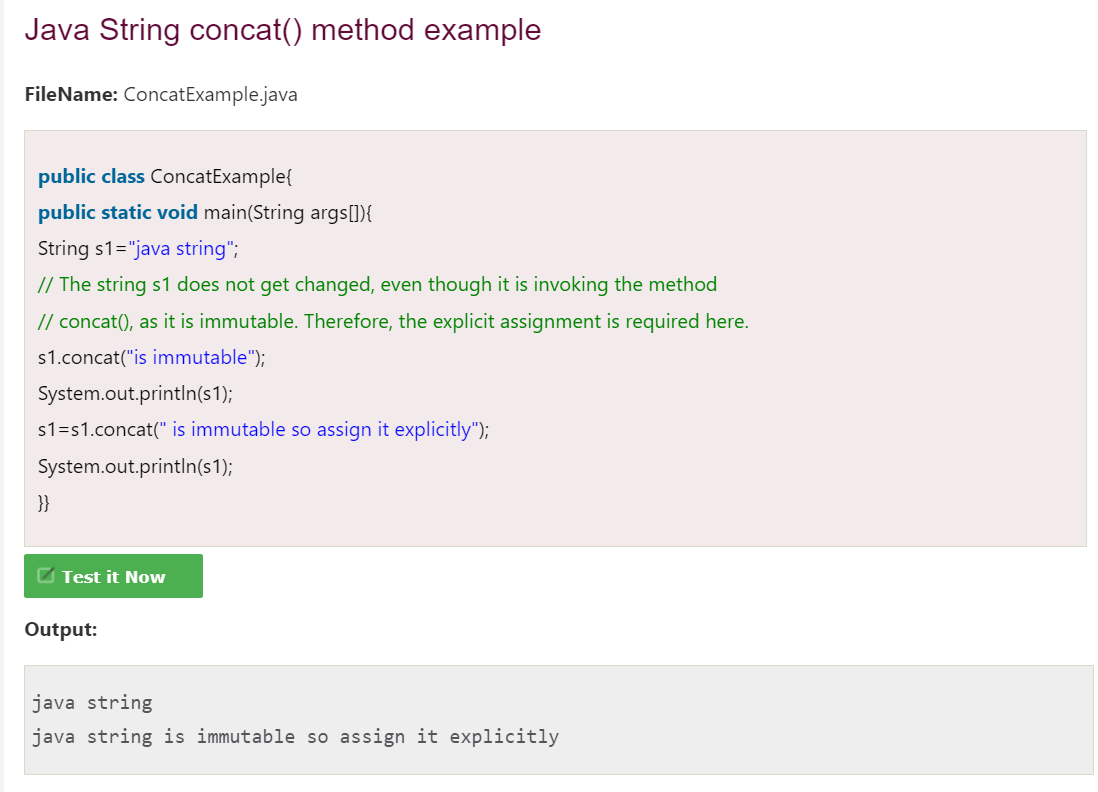 Java String concat() method example
FileName: ConcatExample.java
public class ConcatExample{
public static void main(String args[]){
String s1="java string";
// The string s1 does not get changed, even though it is invoking the method
// concat(), as it is immutable. Therefore, the explicit assignment is required here.
s1.concat("is immutable");
System.out.println(s1);
s1=s1.concat(" is immutable so assign it explicitly");
System.out.println(s1);
}}
Test it Now
Output:
java string
java string is immutable so assign it explicitly